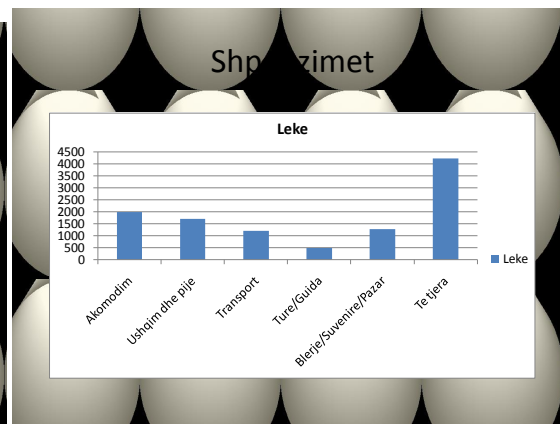 Shpenzimet
Leke
4500
4000
3500
3000
2500
2000
1500
1000
500
0
Leke
Akomodim
Ushqim dhe pije
Transport
Ture/Guida
Blerje/Suvenire/Pazar
Te tjera